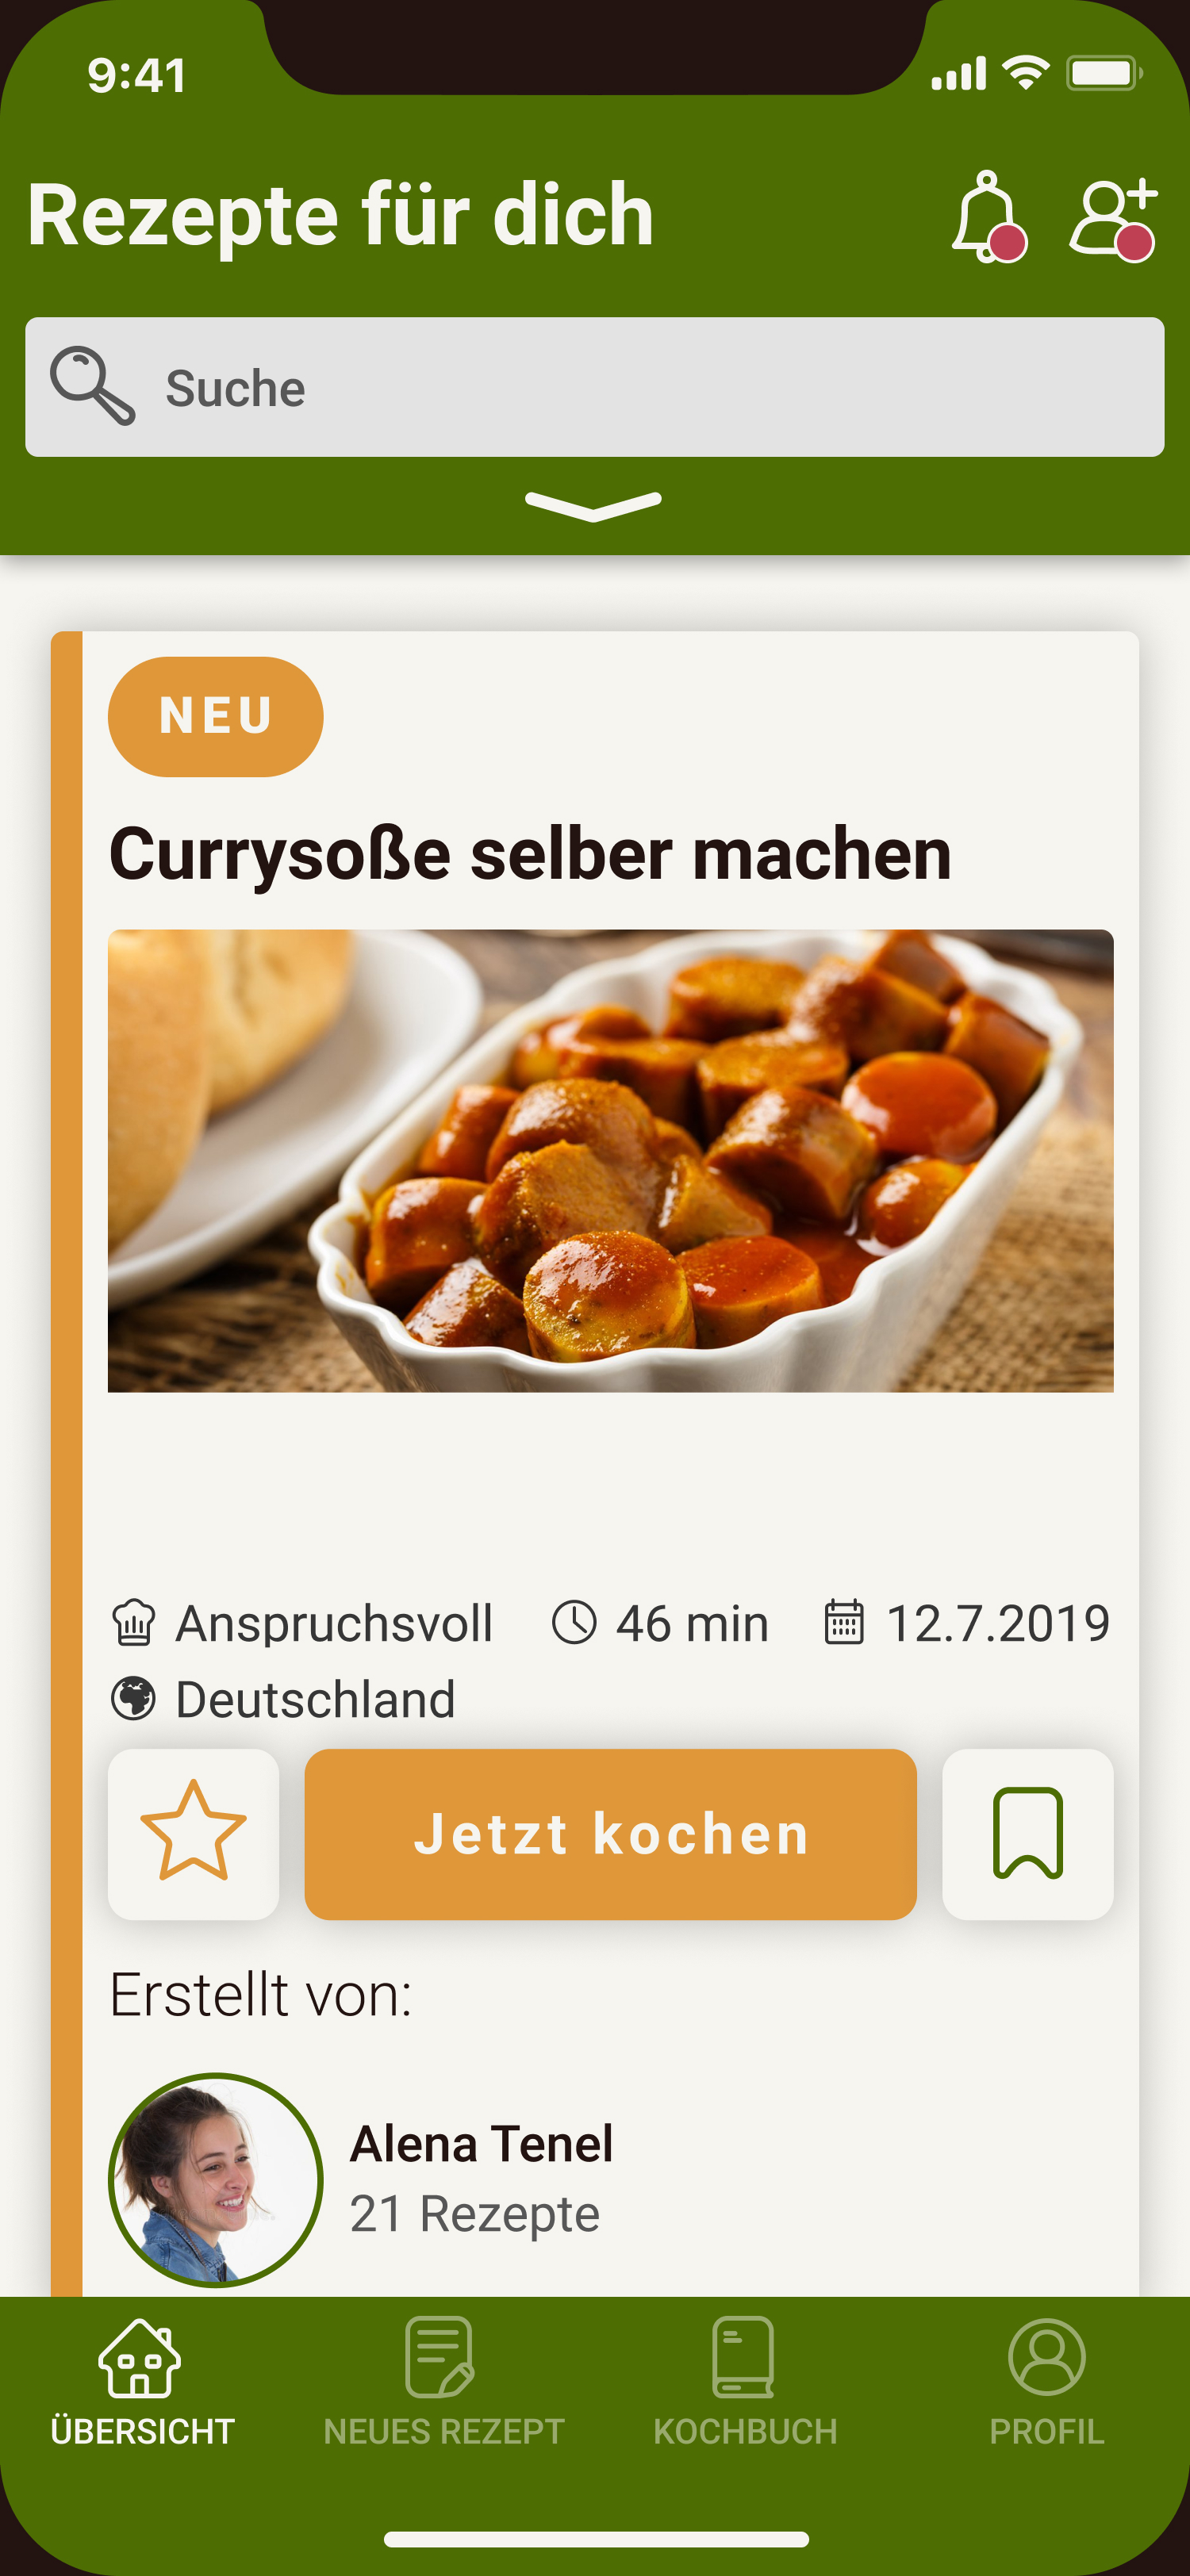 9:41
Rezepte für dich
Suche
NEU
Currysoße selber machen
Anspruchsvoll 46 min 12.7.2019
Deutschland
Jetzt kochen
Erstellt von:
Alena Tenel
21 Rezepte
ÜBERSICHT NEUES REZEPT KOCHBUCH PROFIL